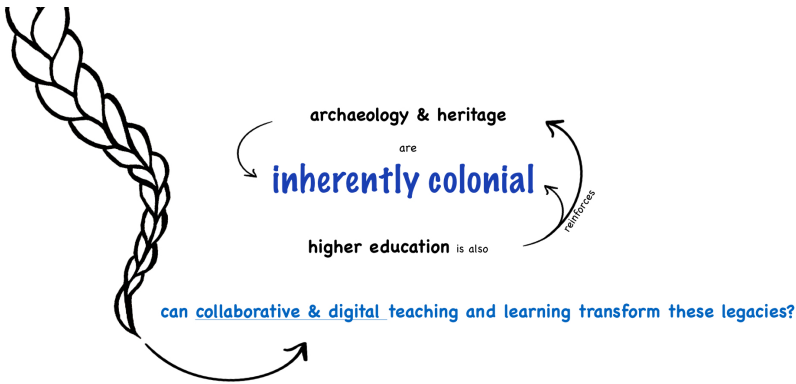 archaeology & heritage
are
inherently colonial
reinforces
higher education is also
can collaborative & digital teaching and learning transform these legacies?